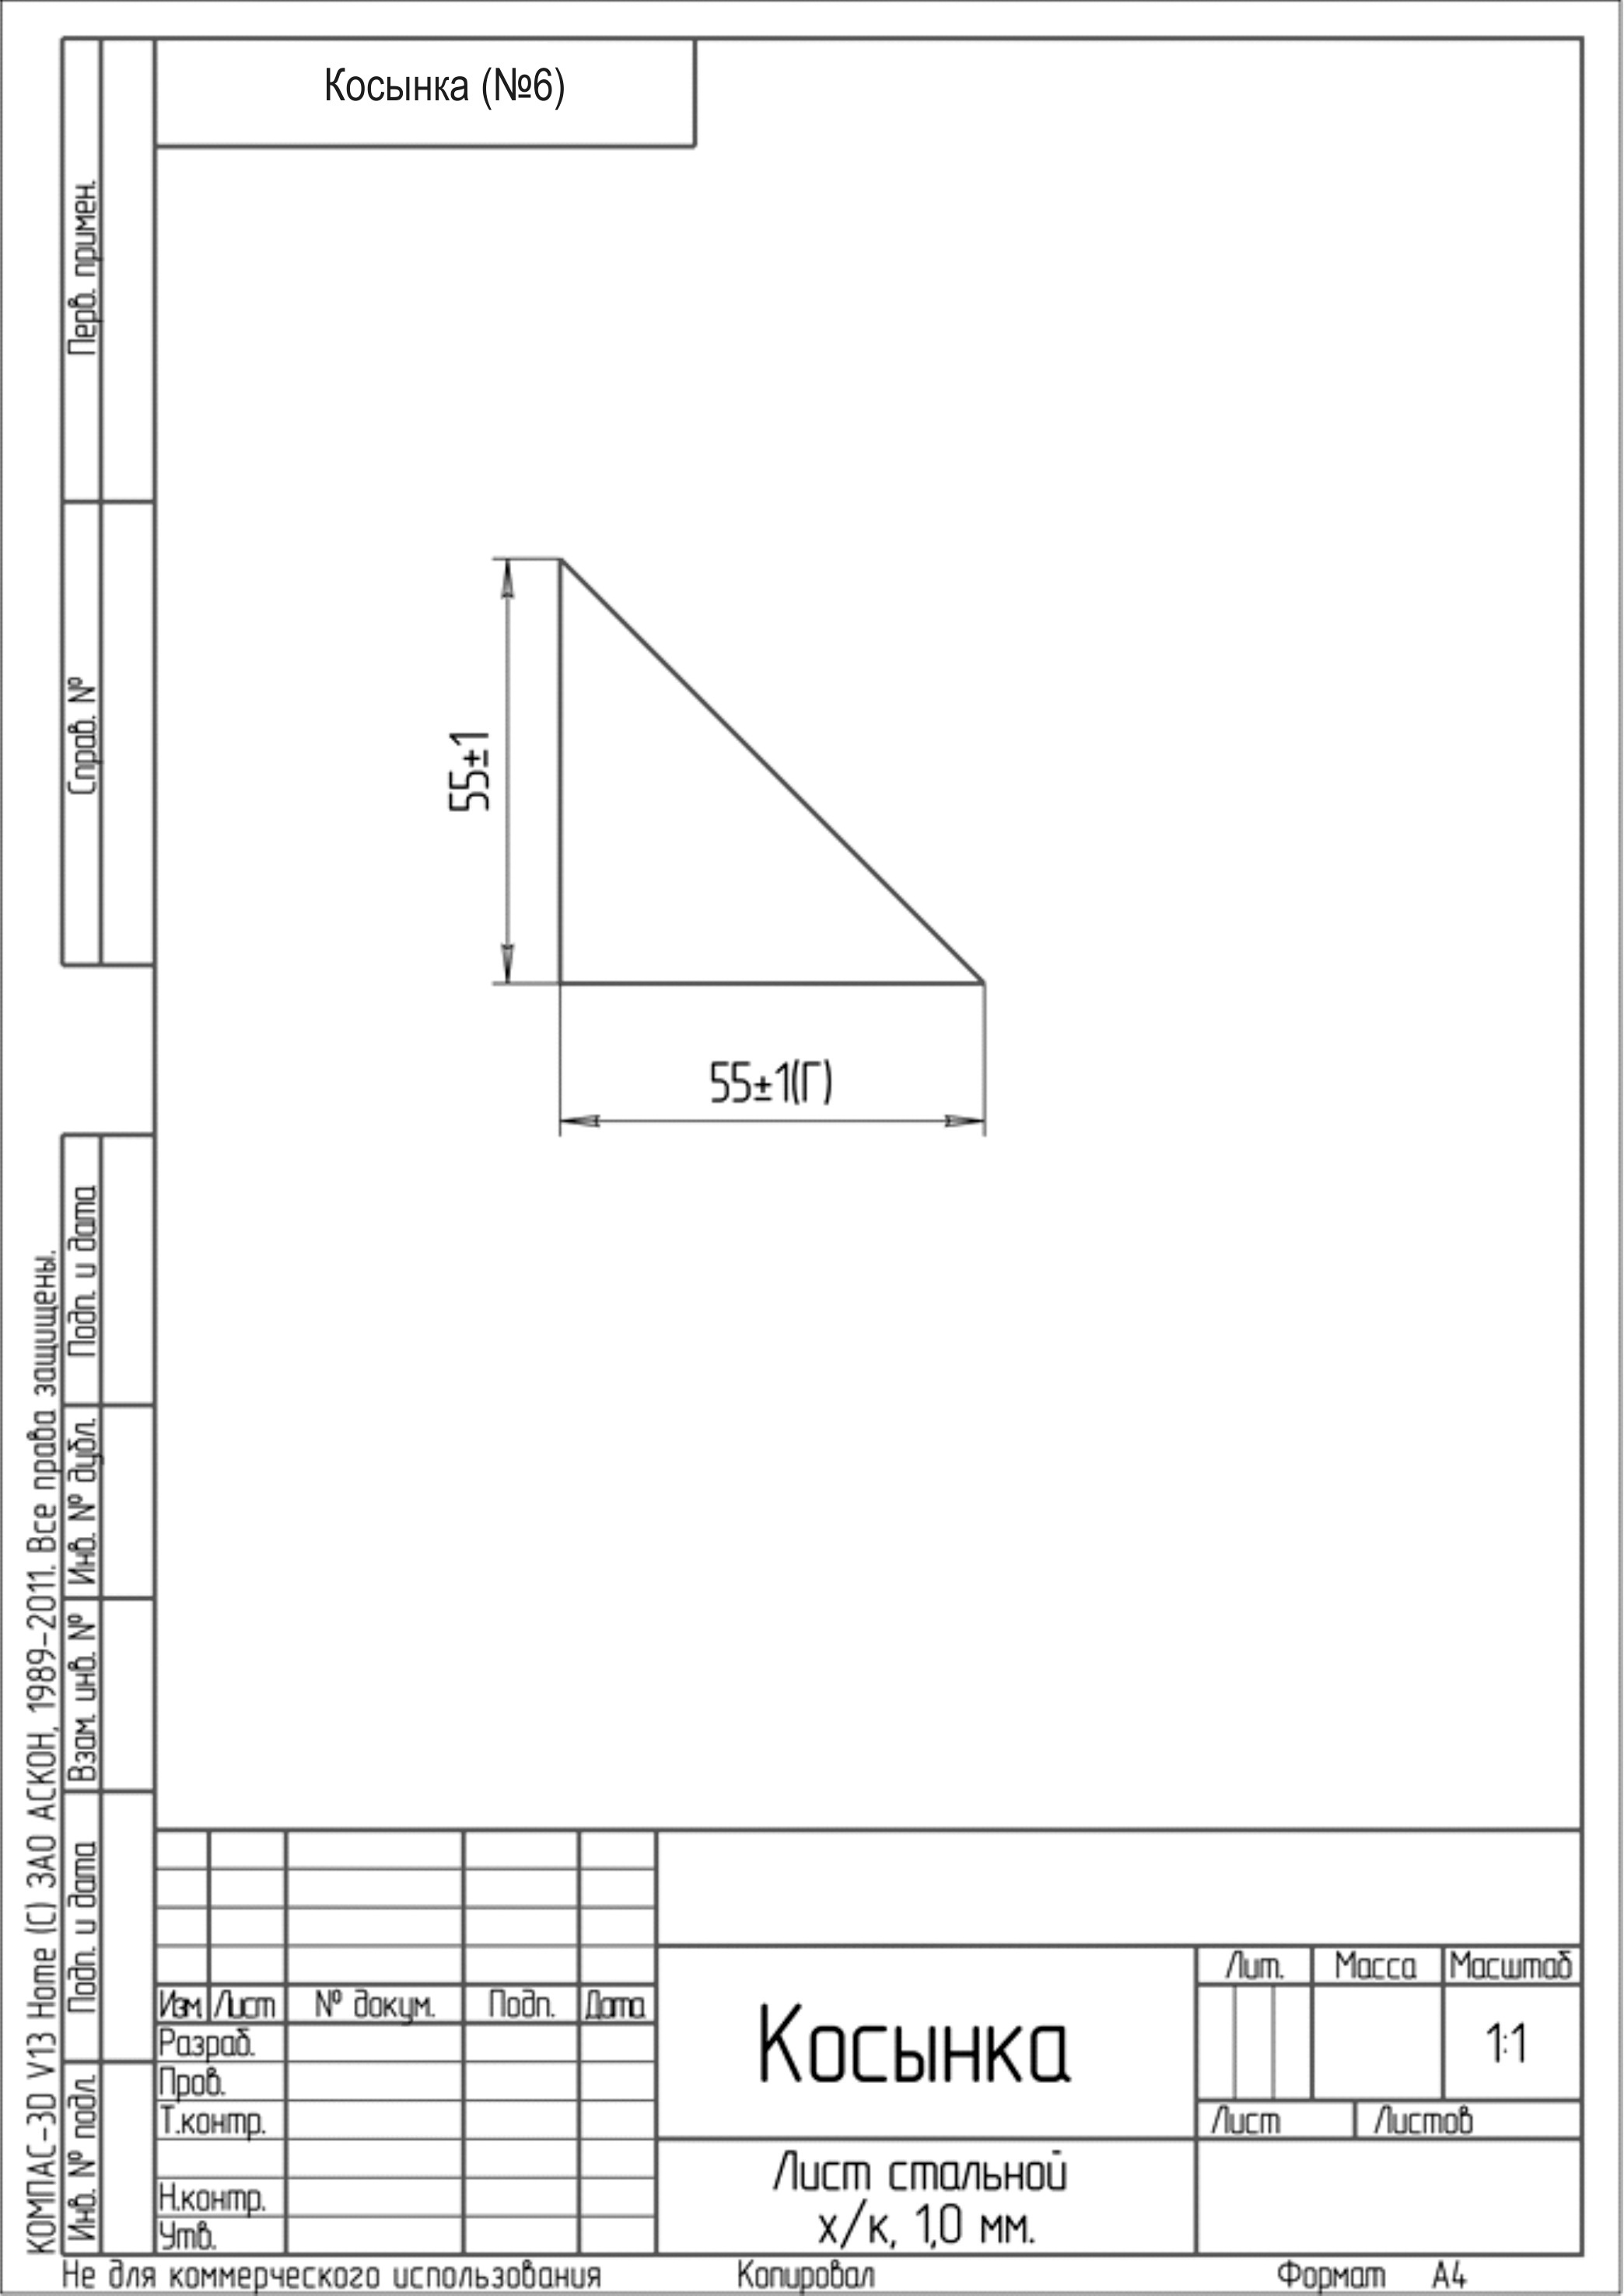 Косынка (№6)
Перв. примен.
Справ. №
55±1
55±1(Г)
Подп. и дата
Инв. № дубл.
Взам. инв. №
Подп. и дата
Инв. № подл.
КОМПАС-3D V13 Home (С) ЗАО АСКОН, 1989-2011. Все права защищены.
Лит. Масса Масштаб
Изм Лист № докум. Подп. Дата
Разраб.
Пров.
Т.контр.
Н.контр.
Утв.
Косынка
1:1
Лист Листов
Лист стальной
х/к, 1,0 мм.
Не для коммерческого использования Копировал Формат А4